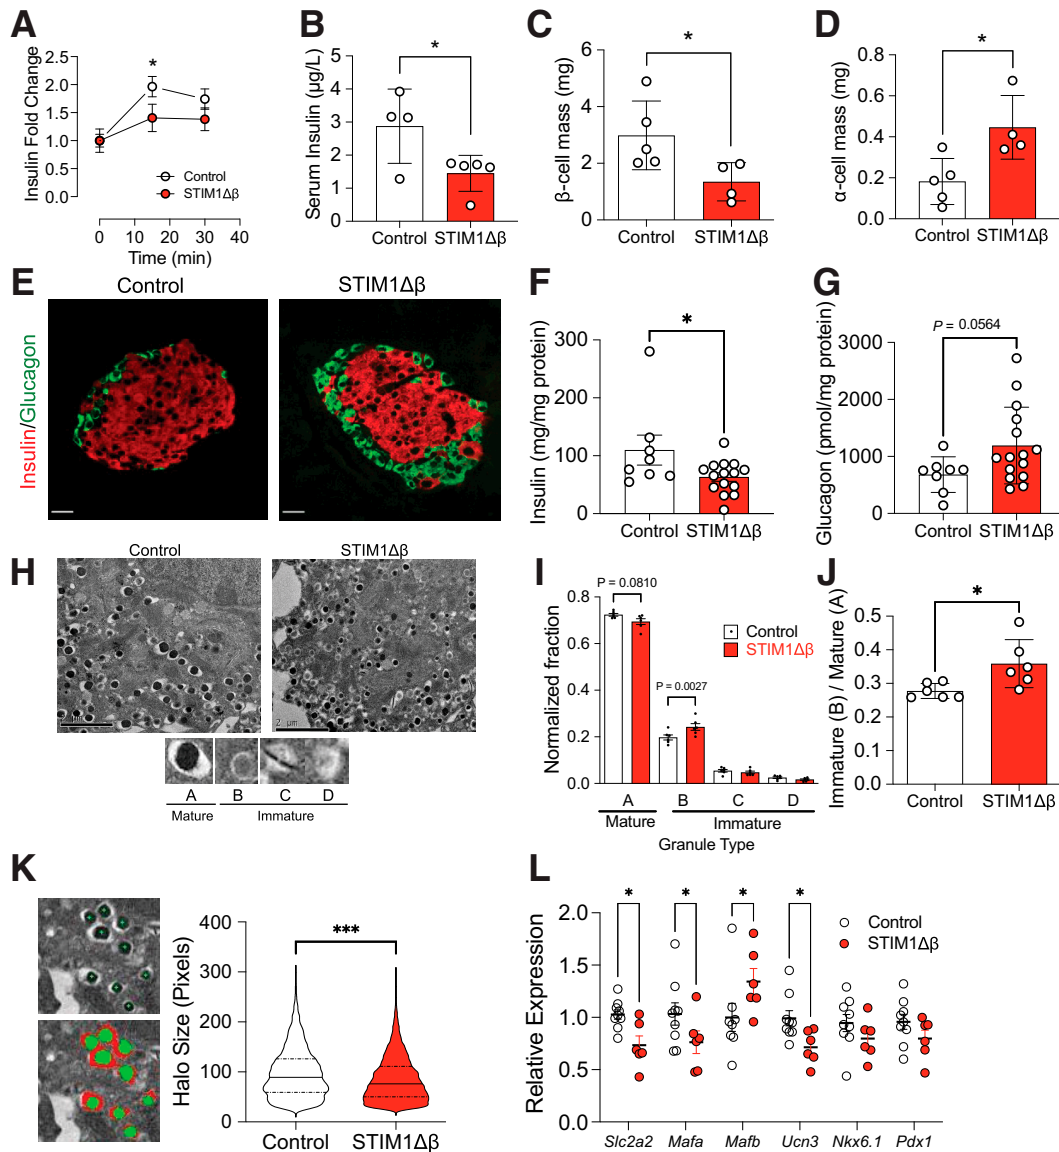 A
Insulin Fold Change
2.5
2.0
1.5
1.0
0.5
0.0
*
Control
STIM1Δβ
0 10 20 30 40
Time (min)
B
Serum Insulin (µg/L)
5
4
3
2
1
0
*
Control STIM1Δβ
C
β-cell mass (mg)
6
4
2
0
*
Control STIM1Δβ
D
α-cell mass (mg)
0.8
0.6
0.4
0.2
0.0
*
Control STIM1Δβ
E
Control STIM1Δβ
Insulin/Glucagon
F
Insulin (mg/mg protein)
300
200
100
0
*
Control STIM1Δβ
G
Glucagon (pmol/mg protein)
3000
2000
1000
0
P = 0.0564
Control STIM1Δβ
H
Control STIM1Δβ
2 µm
A B C D
Mature Immature
I
Normalized fraction
0.8
0.6
0.4
0.2
0.0
P = 0.0810
P = 0.0027
Control
STIM1Δβ
A B C D
Mature Immature
Granule Type
J
Immature (B) / Mature (A)
0.5
0.4
0.3
0.2
0.1
0.0
*
Control STIM1Δβ
K
Halo Size (Pixels)
400
300
200
100
0
***
Control STIM1Δβ
L
Relative Expression
2.0
1.5
1.0
0.5
0.0
* * * *
Control
STIM1Δβ
Slc2a2 Mafa Mafb Ucn3 Nkx6.1 Pdx1